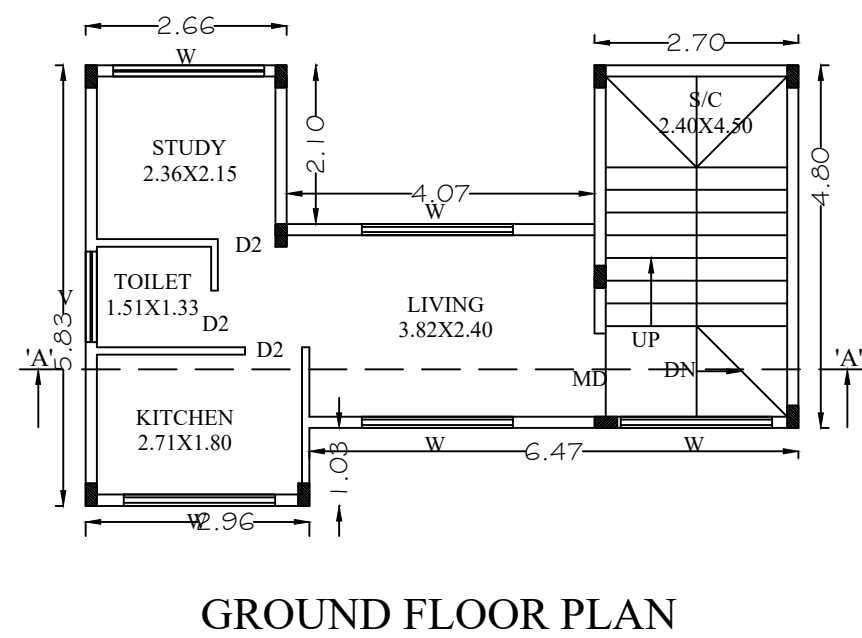 2.66
2.70
W
S/C
2.40X4.50
STUDY
2.36X2.15
2.10
4.80
4.07
W
D2
TOILET
1.51X1.33
V
LIVING
3.82X2.40
D2
5.83
UP
D2
'A'
'A'
MD
DN
KITCHEN
2.71X1.80
1.03
W
6.47
W
W
2.96
GROUND FLOOR PLAN